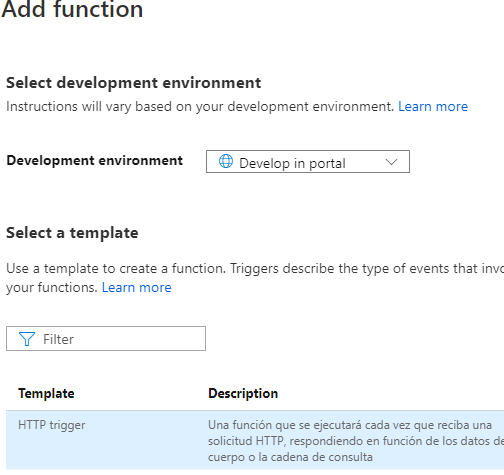 Add function
Select development environment
Instructions will vary based on your development environment. Learn more
Development environment
Develop in portal
Select a template
Use a template to create a function. Triggers describe the type of events that
your functions. Learn more
Filter
Template Description
HTTP trigger Una función que se ejecutará cada vez que reciba una
solicitud HTTP, respondiendo en función de los datos
cuerpo o la cadena de consulta